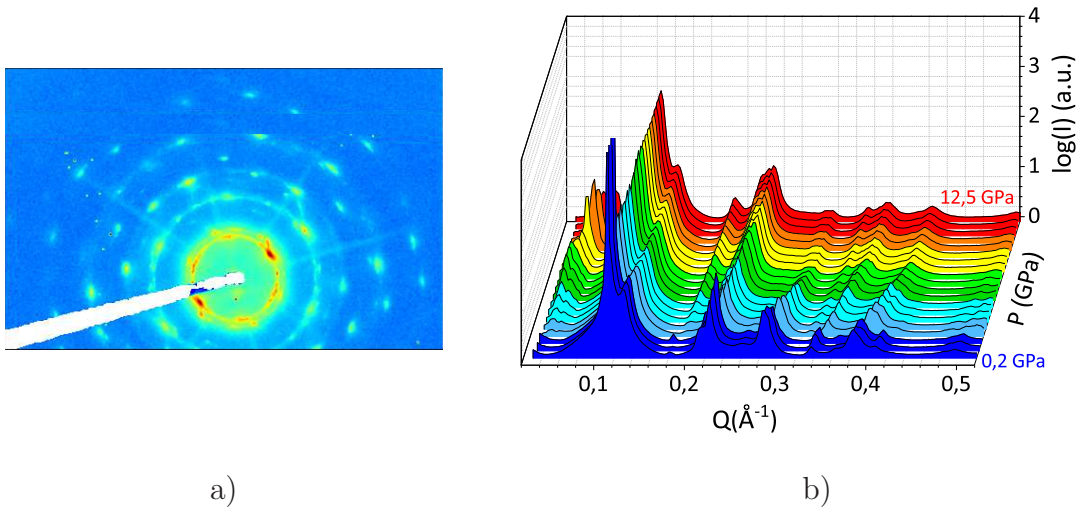 4
3
2
1
0
log(I) (a.u.)
12,5 GPa
P (GPa)
0,2 GPa
0,1 0,2 0,3 0,4 0,5
Q(Å⁻¹)
a) b)